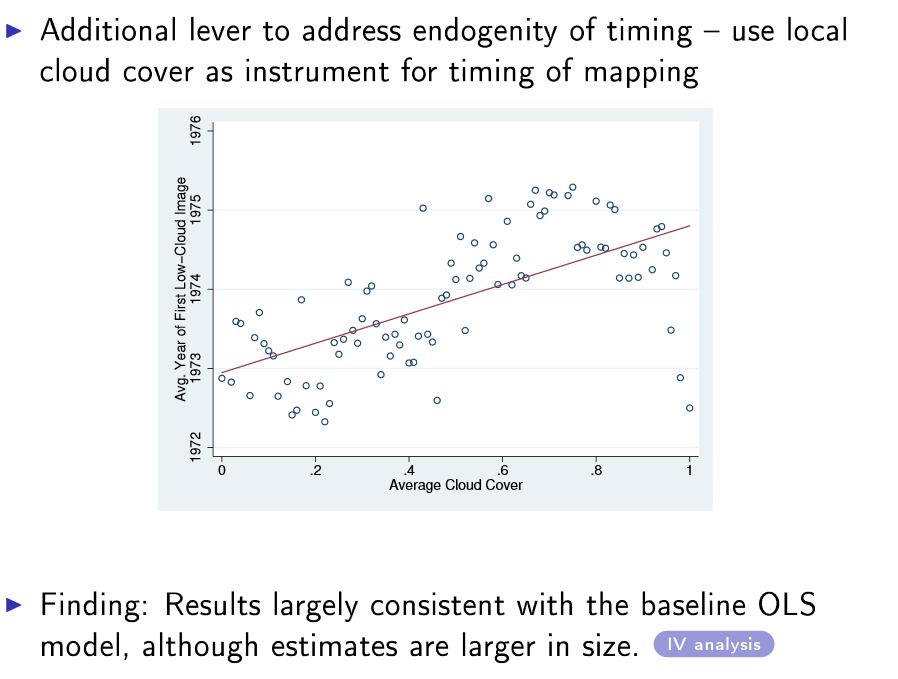 Additional lever to address endogenity of timing – use local
cloud cover as instrument for timing of mapping
Avg. Year of First Low−Cloud Image
1976
1975
1974
1973
1972
0
.2
.4
.6
.8
1
Average Cloud Cover
Finding: Results largely consistent with the baseline OLS
model, although estimates are larger in size.
IV analysis